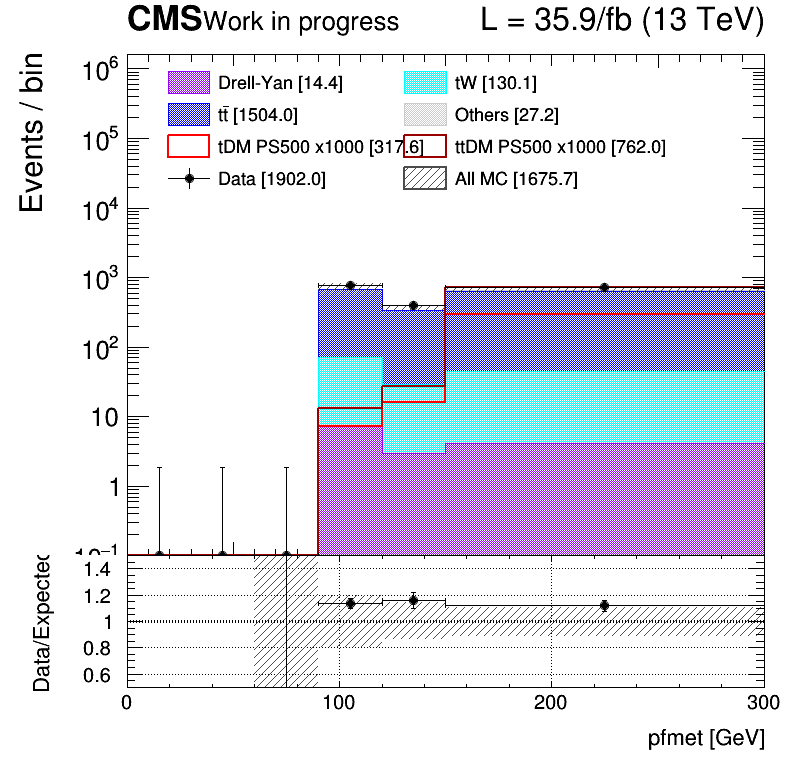 CMS Work in progress L = 35.9/fb (13 TeV)
Events / bin
Drell-Yan [14.4] tW [130.1]
tt̄ [1504.0] Others [27.2]
tDM PS500 x1000 [317.6] ttDM PS500 x1000 [762.0]
Data [1902.0] All MC [1675.7]
10⁶
10⁵
10⁴
10³
10²
10
1
10⁻¹
Data/Expected
1.4
1.2
1
0.8
0.6
0 100 200 300
pfmet [GeV]